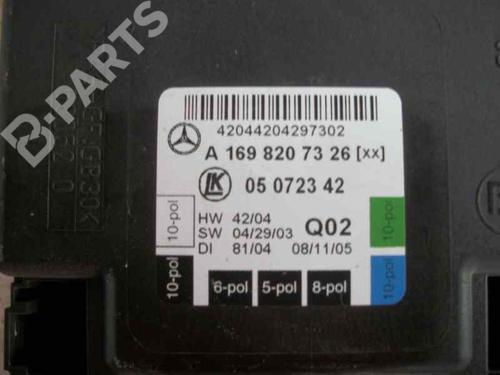 B-PARTS
42044204297302
A 169 820 73 26 [xx]
LK 05 0723 42
HW 42/04
SW 04/29/03 Q02
DI 81/04 08/11/05
10-pol
10-pol
10-pol
10-pol
6-pol 5-pol 8-pol